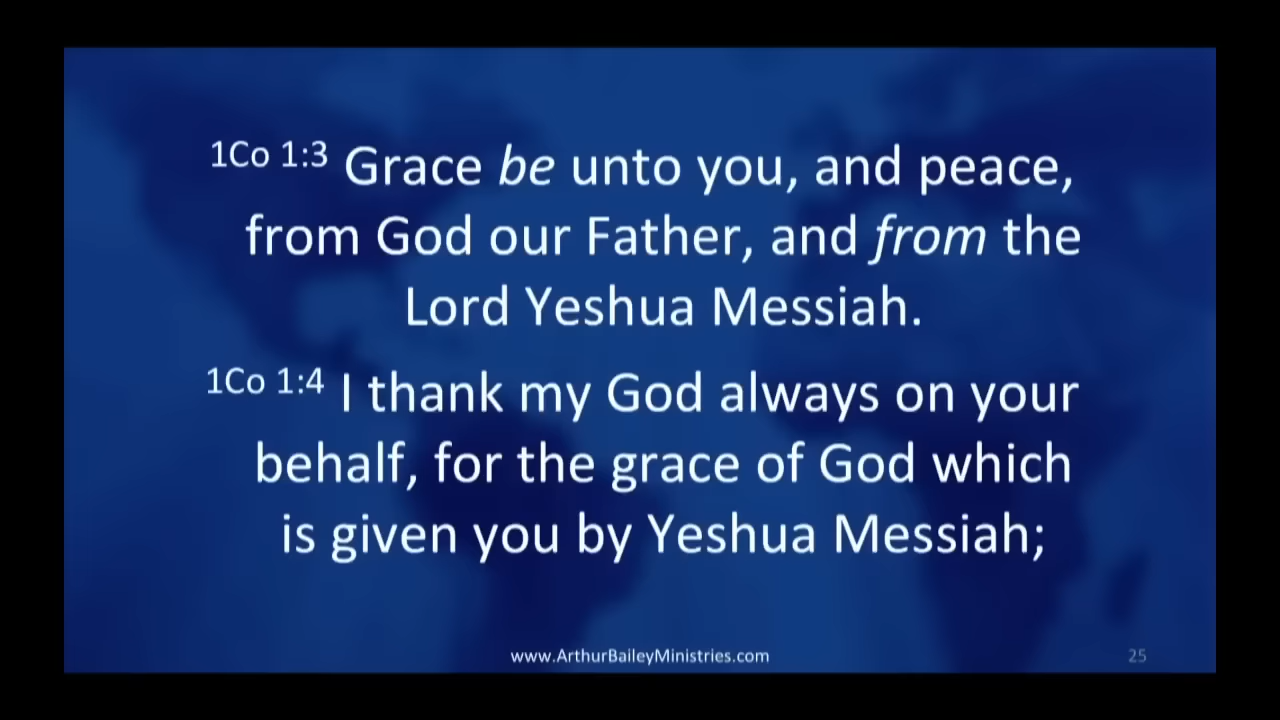 1Co 1:3 Grace be unto you, and peace,
from God our Father, and from the
Lord Yeshua Messiah.
1Co 1:4 I thank my God always on your
behalf, for the grace of God which
is given you by Yeshua Messiah;
www.ArthurBaileyMinistries.com
25